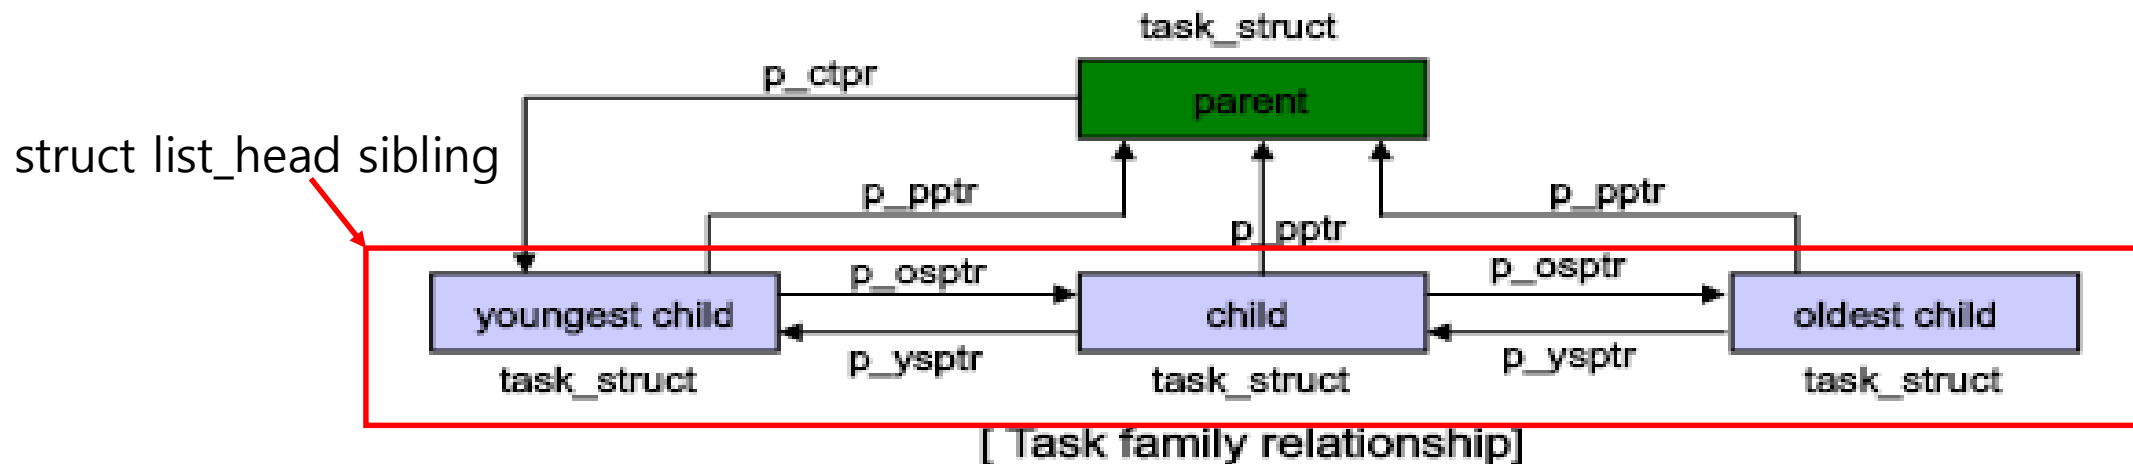 task_struct
p_ctpr
parent
struct list_head sibling
p_pptr
p_pptr
p_pptr
youngest child
p_osptr
child
p_osptr
oldest child
p_ysptr
p_ysptr
task_struct
task_struct
task_struct
[ Task family relationship]